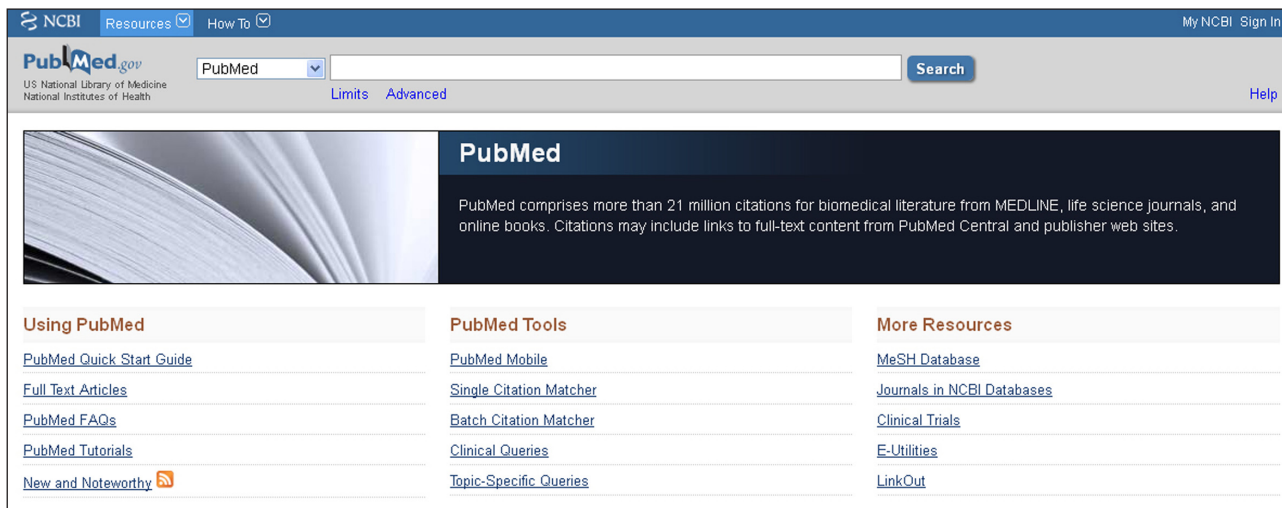 NCBI Resources How To My NCBI Sign In
PubMed.gov
US National Library of Medicine
National Institutes of Health
PubMed
Search
Limits Advanced
Help
PubMed
PubMed comprises more than 21 million citations for biomedical literature from MEDLINE, life science journals, and
online books. Citations may include links to full-text content from PubMed Central and publisher web sites.
Using PubMed
PubMed Quick Start Guide
Full Text Articles
PubMed FAQs
PubMed Tutorials
New and Noteworthy
PubMed Tools
PubMed Mobile
Single Citation Matcher
Batch Citation Matcher
Clinical Queries
Topic-Specific Queries
More Resources
MeSH Database
Journals in NCBI Databases
Clinical Trials
E-Utilities
LinkOut